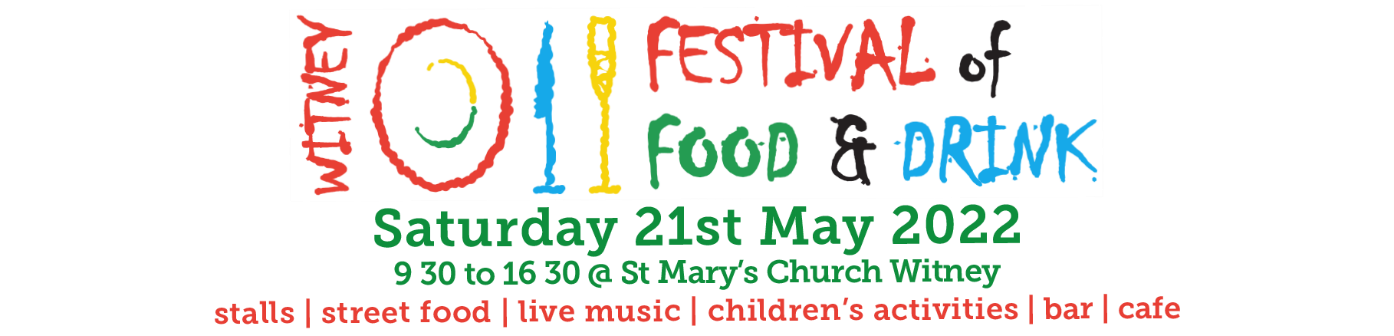 WITNEY
FESTIVAL of
FOOD & DRINK
Saturday 21st May 2022
9 30 to 16 30 @ St Mary's Church Witney
stalls | street food | live music | children's activities | bar | cafe